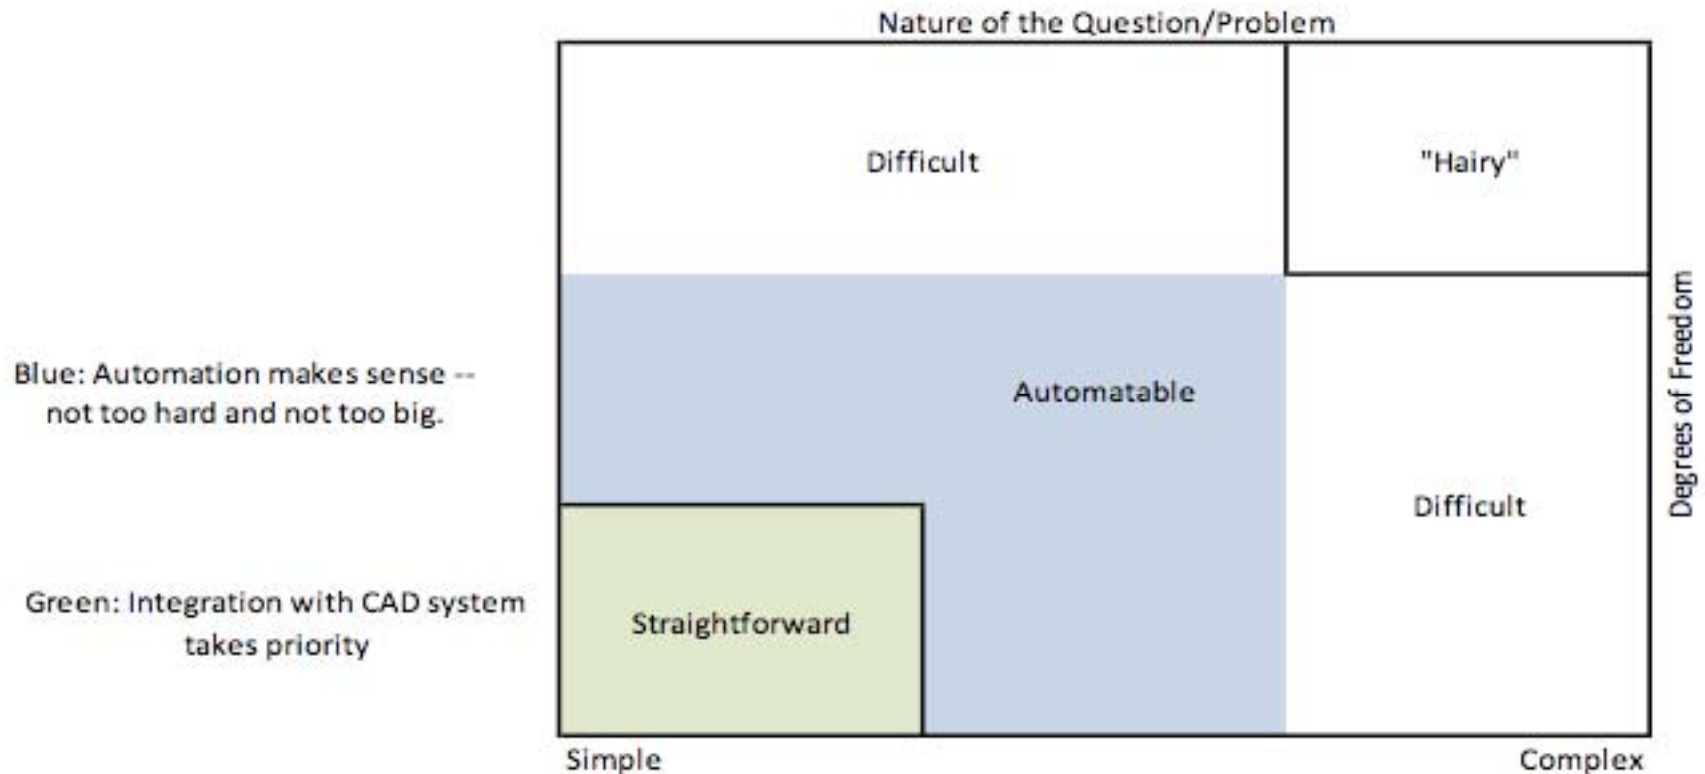 Nature of the Question/Problem
Difficult
"Hairy"
Blue: Automation makes sense --
not too hard and not too big.
Automatable
Degrees of Freedom
Difficult
Green: Integration with CAD system
takes priority
Straightforward
Simple
Complex